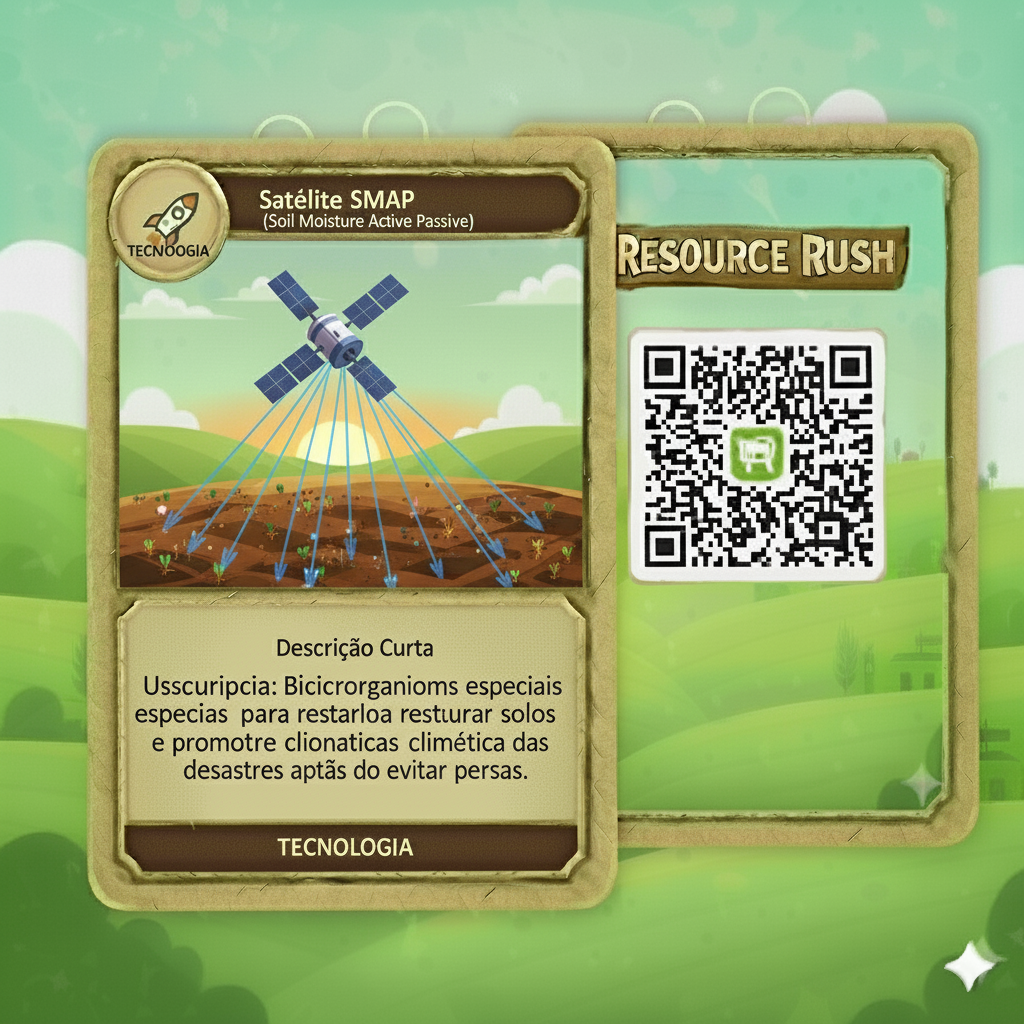 Satélite SMAP
(Soil Moisture Active Passive)
TECNOOGIA
RESOURCE RUSH
Descrição Curta
Usscuripcia: Bicicrorganioms especiais
especias para restarloa resturar solos
e promotre clionaticas climética das
desastres aptãs do evitar persas.
TECNOLOGIA